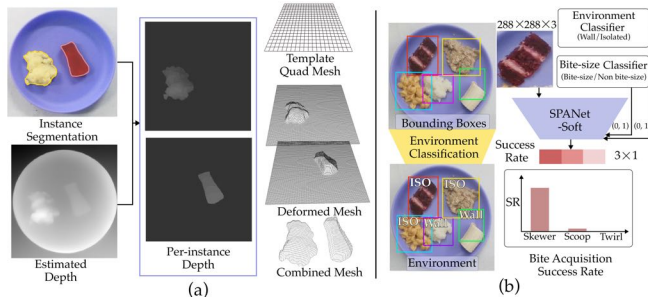 Instance
Segmentation
Estimated
Depth
Per-instance
Depth
(a)
Template
Quad Mesh
Deformed Mesh
Combined Mesh
Bounding Boxes
Environment
Classification
ISO
ISO
ISO
Wall
Wall
Environment
(b)
288×288×3
Environment
Classifier
(Wall/Isolated)
Bite-size Classifier
(Bite-size/Non bite-size)
SPANet
-Soft
(0, 1)
(0, 1)
Success
Rate
3×1
SR
Skewer
Scoop
Twirl
Bite Acquisition
Success Rate